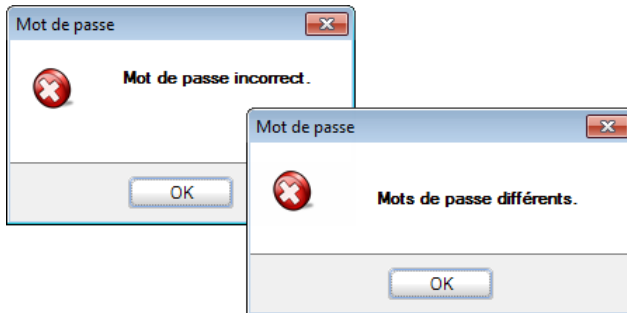 Mot de passe
Mot de passe incorrect.
OK
Mot de passe
Mots de passe différents.
OK